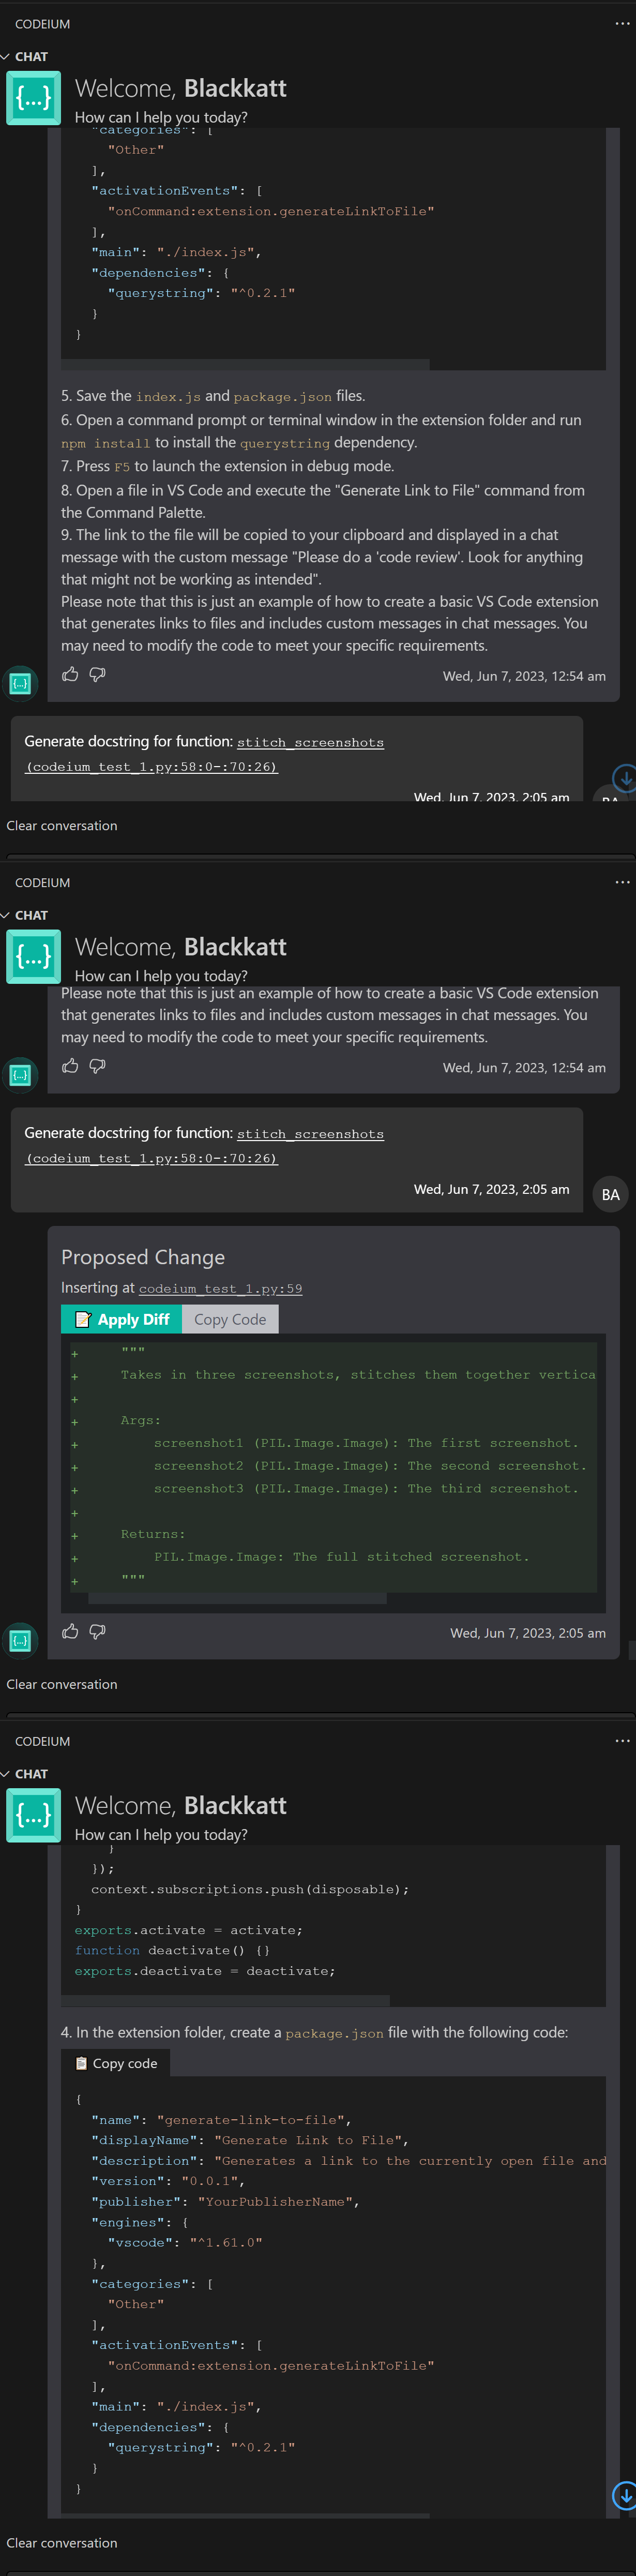 CODEIUM
CHAT
{...}
Welcome, Blackkatt
How can I help you today?
"categories": [
"Other"
],
"activationEvents": [
"onCommand:extension.generateLinkToFile"
],
"main": "./index.js",
"dependencies": {
"querystring": "^0.2.1"
}
}
5. Save the index.js and package.json files.
6. Open a command prompt or terminal window in the extension folder and run
npm install to install the querystring dependency.
7. Press F5 to launch the extension in debug mode.
8. Open a file in VS Code and execute the "Generate Link to File" command from
the Command Palette.
9. The link to the file will be copied to your clipboard and displayed in a chat
message with the custom message "Please do a 'code review'. Look for anything
that might not be working as intended".
Please note that this is just an example of how to create a basic VS Code extension
that generates links to files and includes custom messages in chat messages. You
may need to modify the code to meet your specific requirements.
{...}
Wed, Jun 7, 2023, 12:54 am
Generate docstring for function: stitch_screenshots
(codeium_test_1.py:58:0-:70:26)
Wed, Jun 7, 2023, 2:05 am
BA
Clear conversation
CODEIUM
CHAT
{...}
Welcome, Blackkatt
How can I help you today?
Please note that this is just an example of how to create a basic VS Code extension
that generates links to files and includes custom messages in chat messages. You
may need to modify the code to meet your specific requirements.
{...}
Wed, Jun 7, 2023, 12:54 am
Generate docstring for function: stitch_screenshots
(codeium_test_1.py:58:0-:70:26)
Wed, Jun 7, 2023, 2:05 am
BA
Proposed Change
Inserting at codeium_test_1.py:59
Apply Diff Copy Code
+ """
+ Takes in three screenshots, stitches them together vertica
+
+ Args:
+ screenshot1 (PIL.Image.Image): The first screenshot.
+ screenshot2 (PIL.Image.Image): The second screenshot.
+ screenshot3 (PIL.Image.Image): The third screenshot.
+
+ Returns:
+ PIL.Image.Image: The full stitched screenshot.
+ """
{...}
Wed, Jun 7, 2023, 2:05 am
Clear conversation
CODEIUM
CHAT
{...}
Welcome, Blackkatt
How can I help you today?
}
});
context.subscriptions.push(disposable);
}
exports.activate = activate;
function deactivate() {}
exports.deactivate = deactivate;
4. In the extension folder, create a package.json file with the following code:
Copy code
{
"name": "generate-link-to-file",
"displayName": "Generate Link to File",
"description": "Generates a link to the currently open file and
"version": "0.0.1",
"publisher": "YourPublisherName",
"engines": {
"vscode": "^1.61.0"
},
"categories": [
"Other"
],
"activationEvents": [
"onCommand:extension.generateLinkToFile"
],
"main": "./index.js",
"dependencies": {
"querystring": "^0.2.1"
}
}
Clear conversation